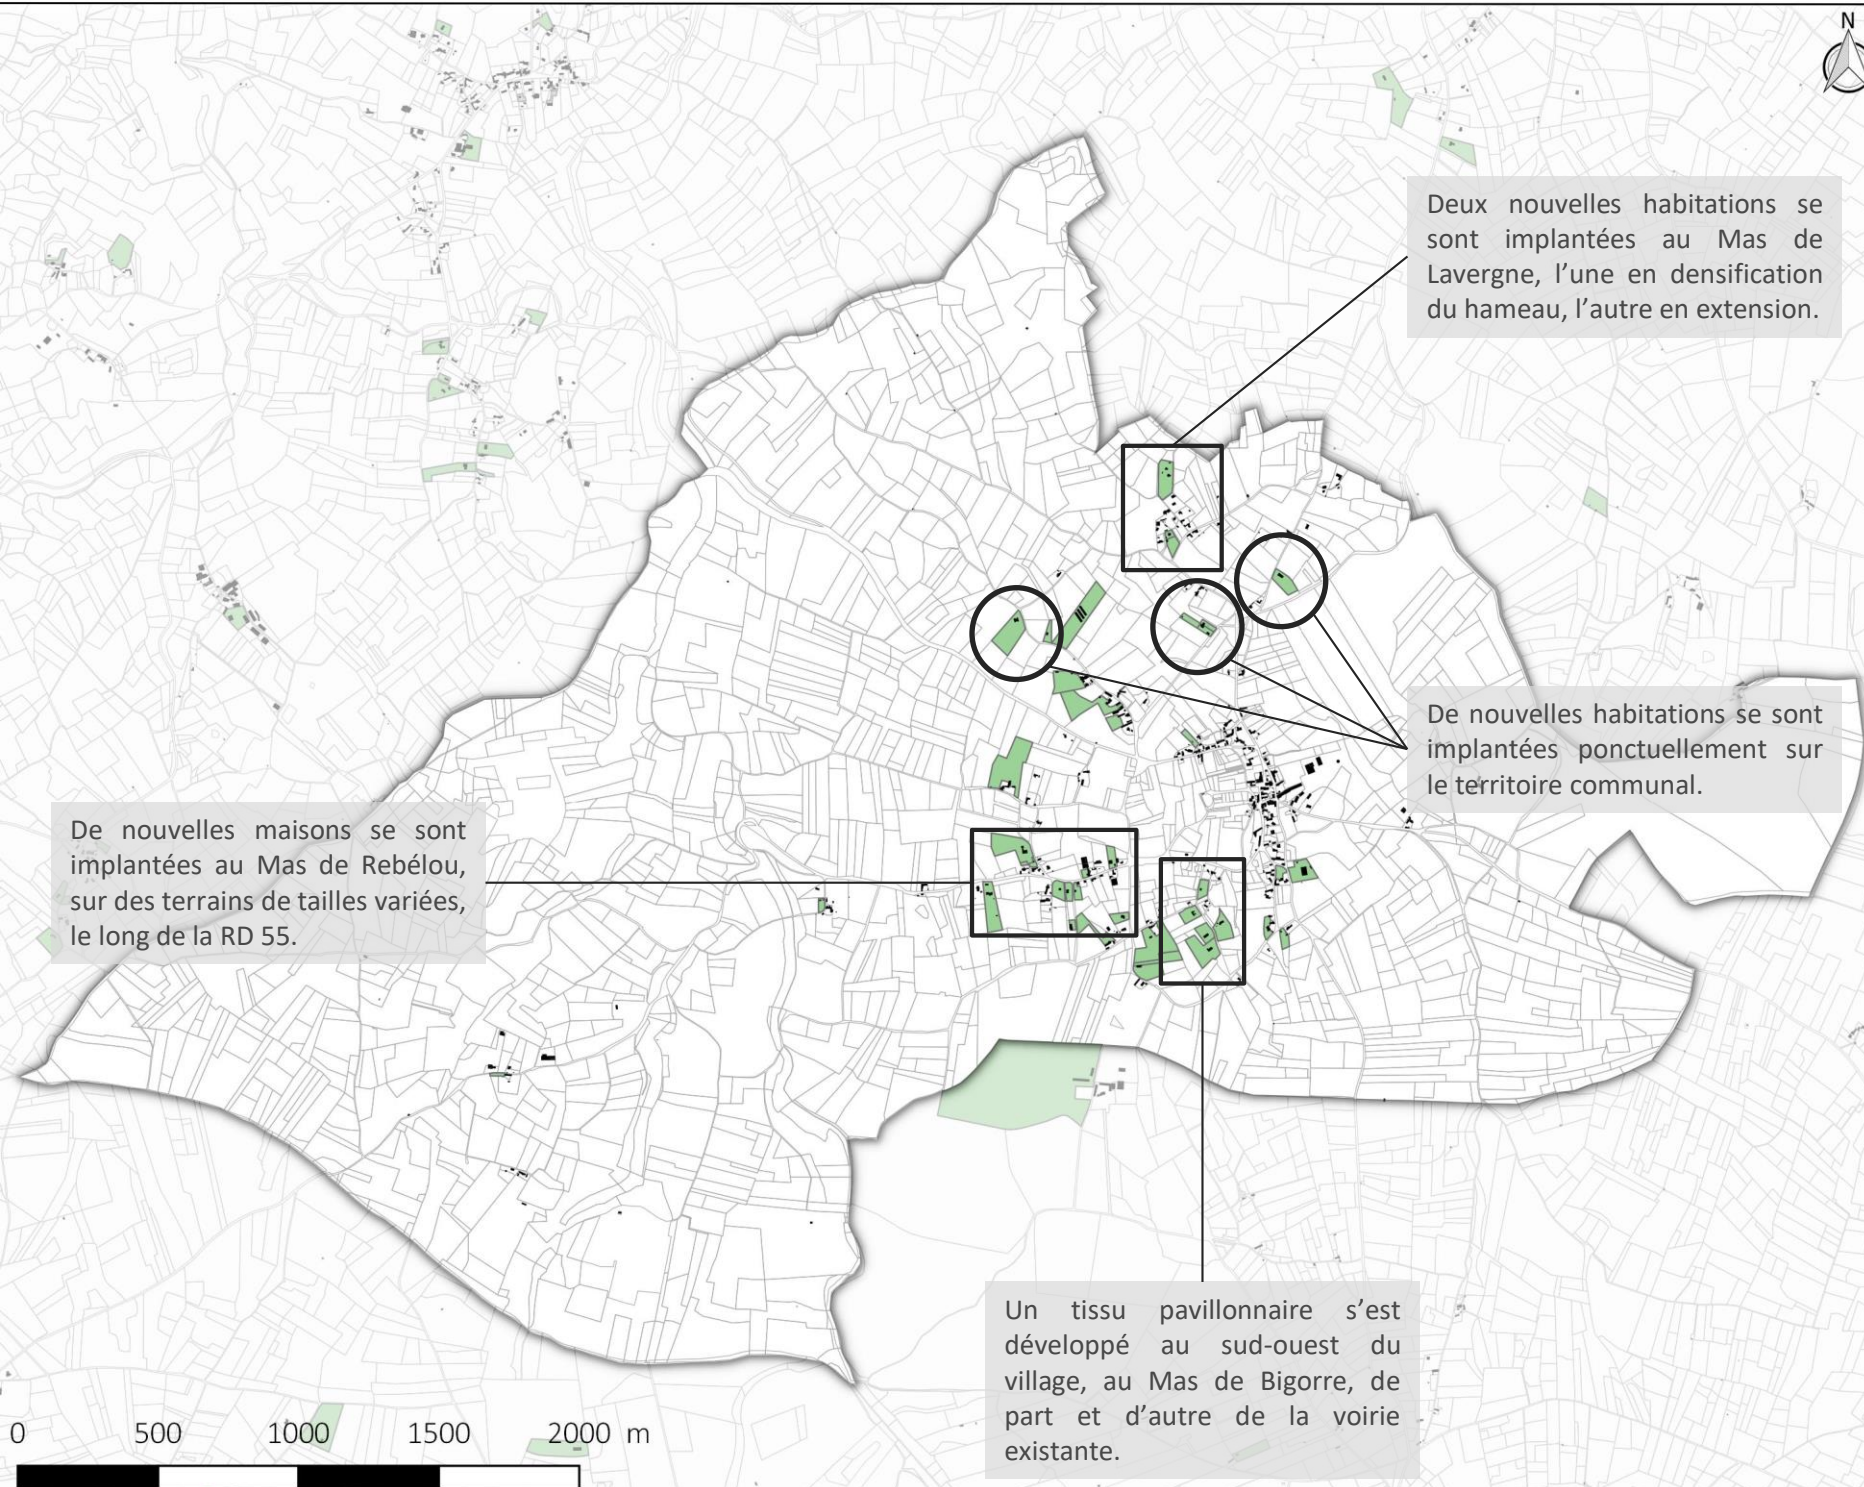 N
Deux nouvelles habitations se
sont implantées au Mas de
Lavergne, l’une en densification
du hameau, l’autre en extension.
De nouvelles habitations se sont
implantées ponctuellement sur
le territoire communal.
De nouvelles maisons se sont
implantées au Mas de Rebélou,
sur des terrains de tailles variées,
le long de la RD 55.
Un tissu pavillonnaire s’est
développé au sud-ouest du
village, au Mas de Bigorre, de
part et d’autre de la voirie
existante.
0 500 1000 1500 2000 m